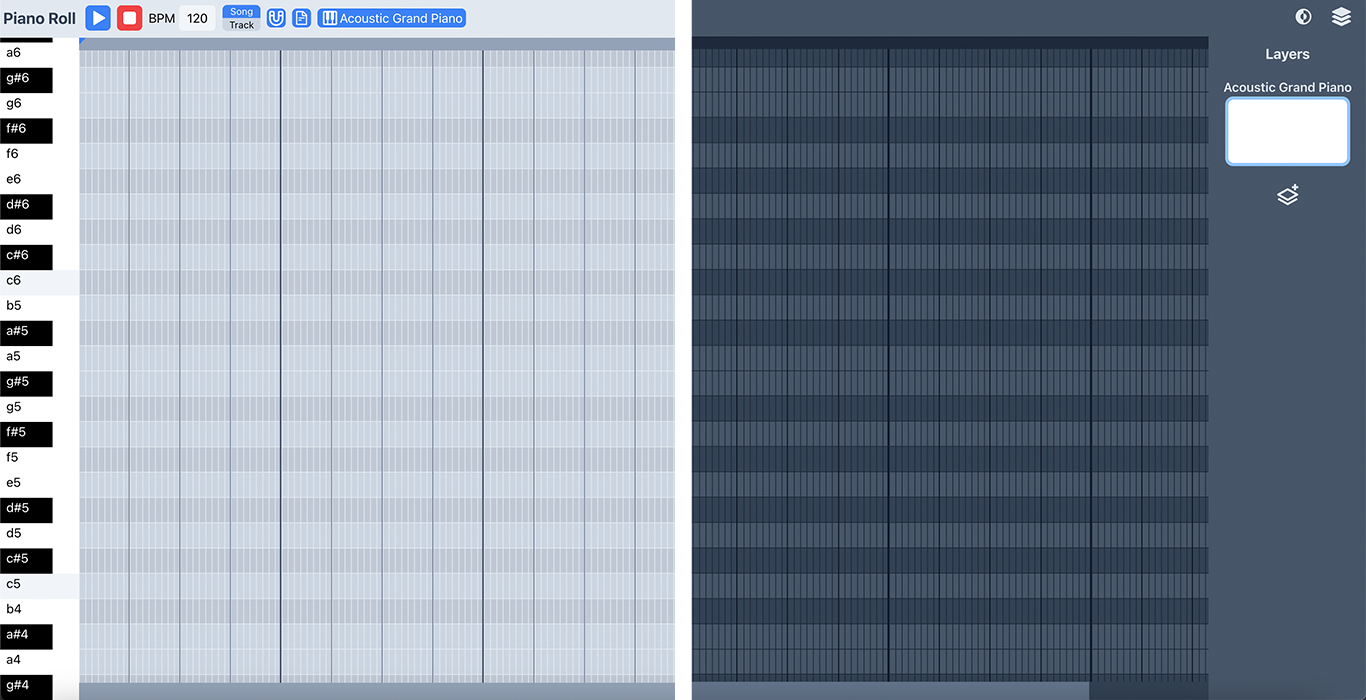 Piano Roll BPM 120 Song Track Acoustic Grand Piano
Layers
Acoustic Grand Piano
a6
g#6
g6
f#6
f6
e6
d#6
d6
c#6
c6
b5
a#5
a5
g#5
g5
f#5
f5
e5
d#5
d5
c#5
c5
b4
a#4
a4
g#4